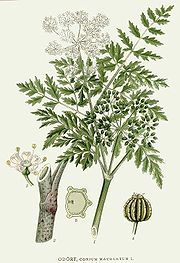 ODÖRT, CONIUM MACULATUM L.